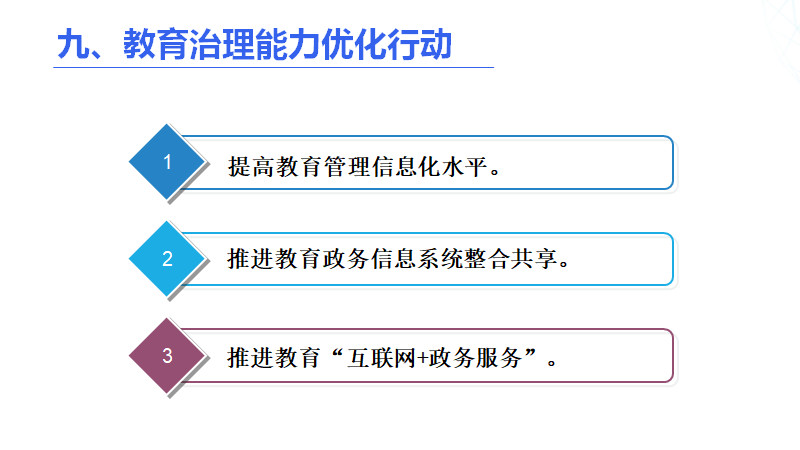 九、教育治理能力优化行动
1
提高教育管理信息化水平。
2
推进教育政务信息系统整合共享。
3
推进教育“互联网+政务服务”。